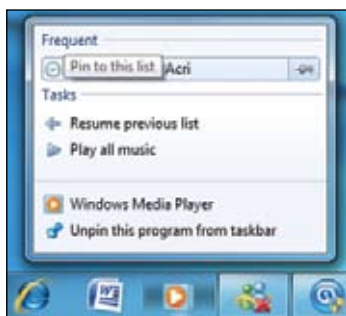 Frequent
Pin to this list Acri
Tasks
Resume previous list
Play all music
Windows Media Player
Unpin this program from taskbar